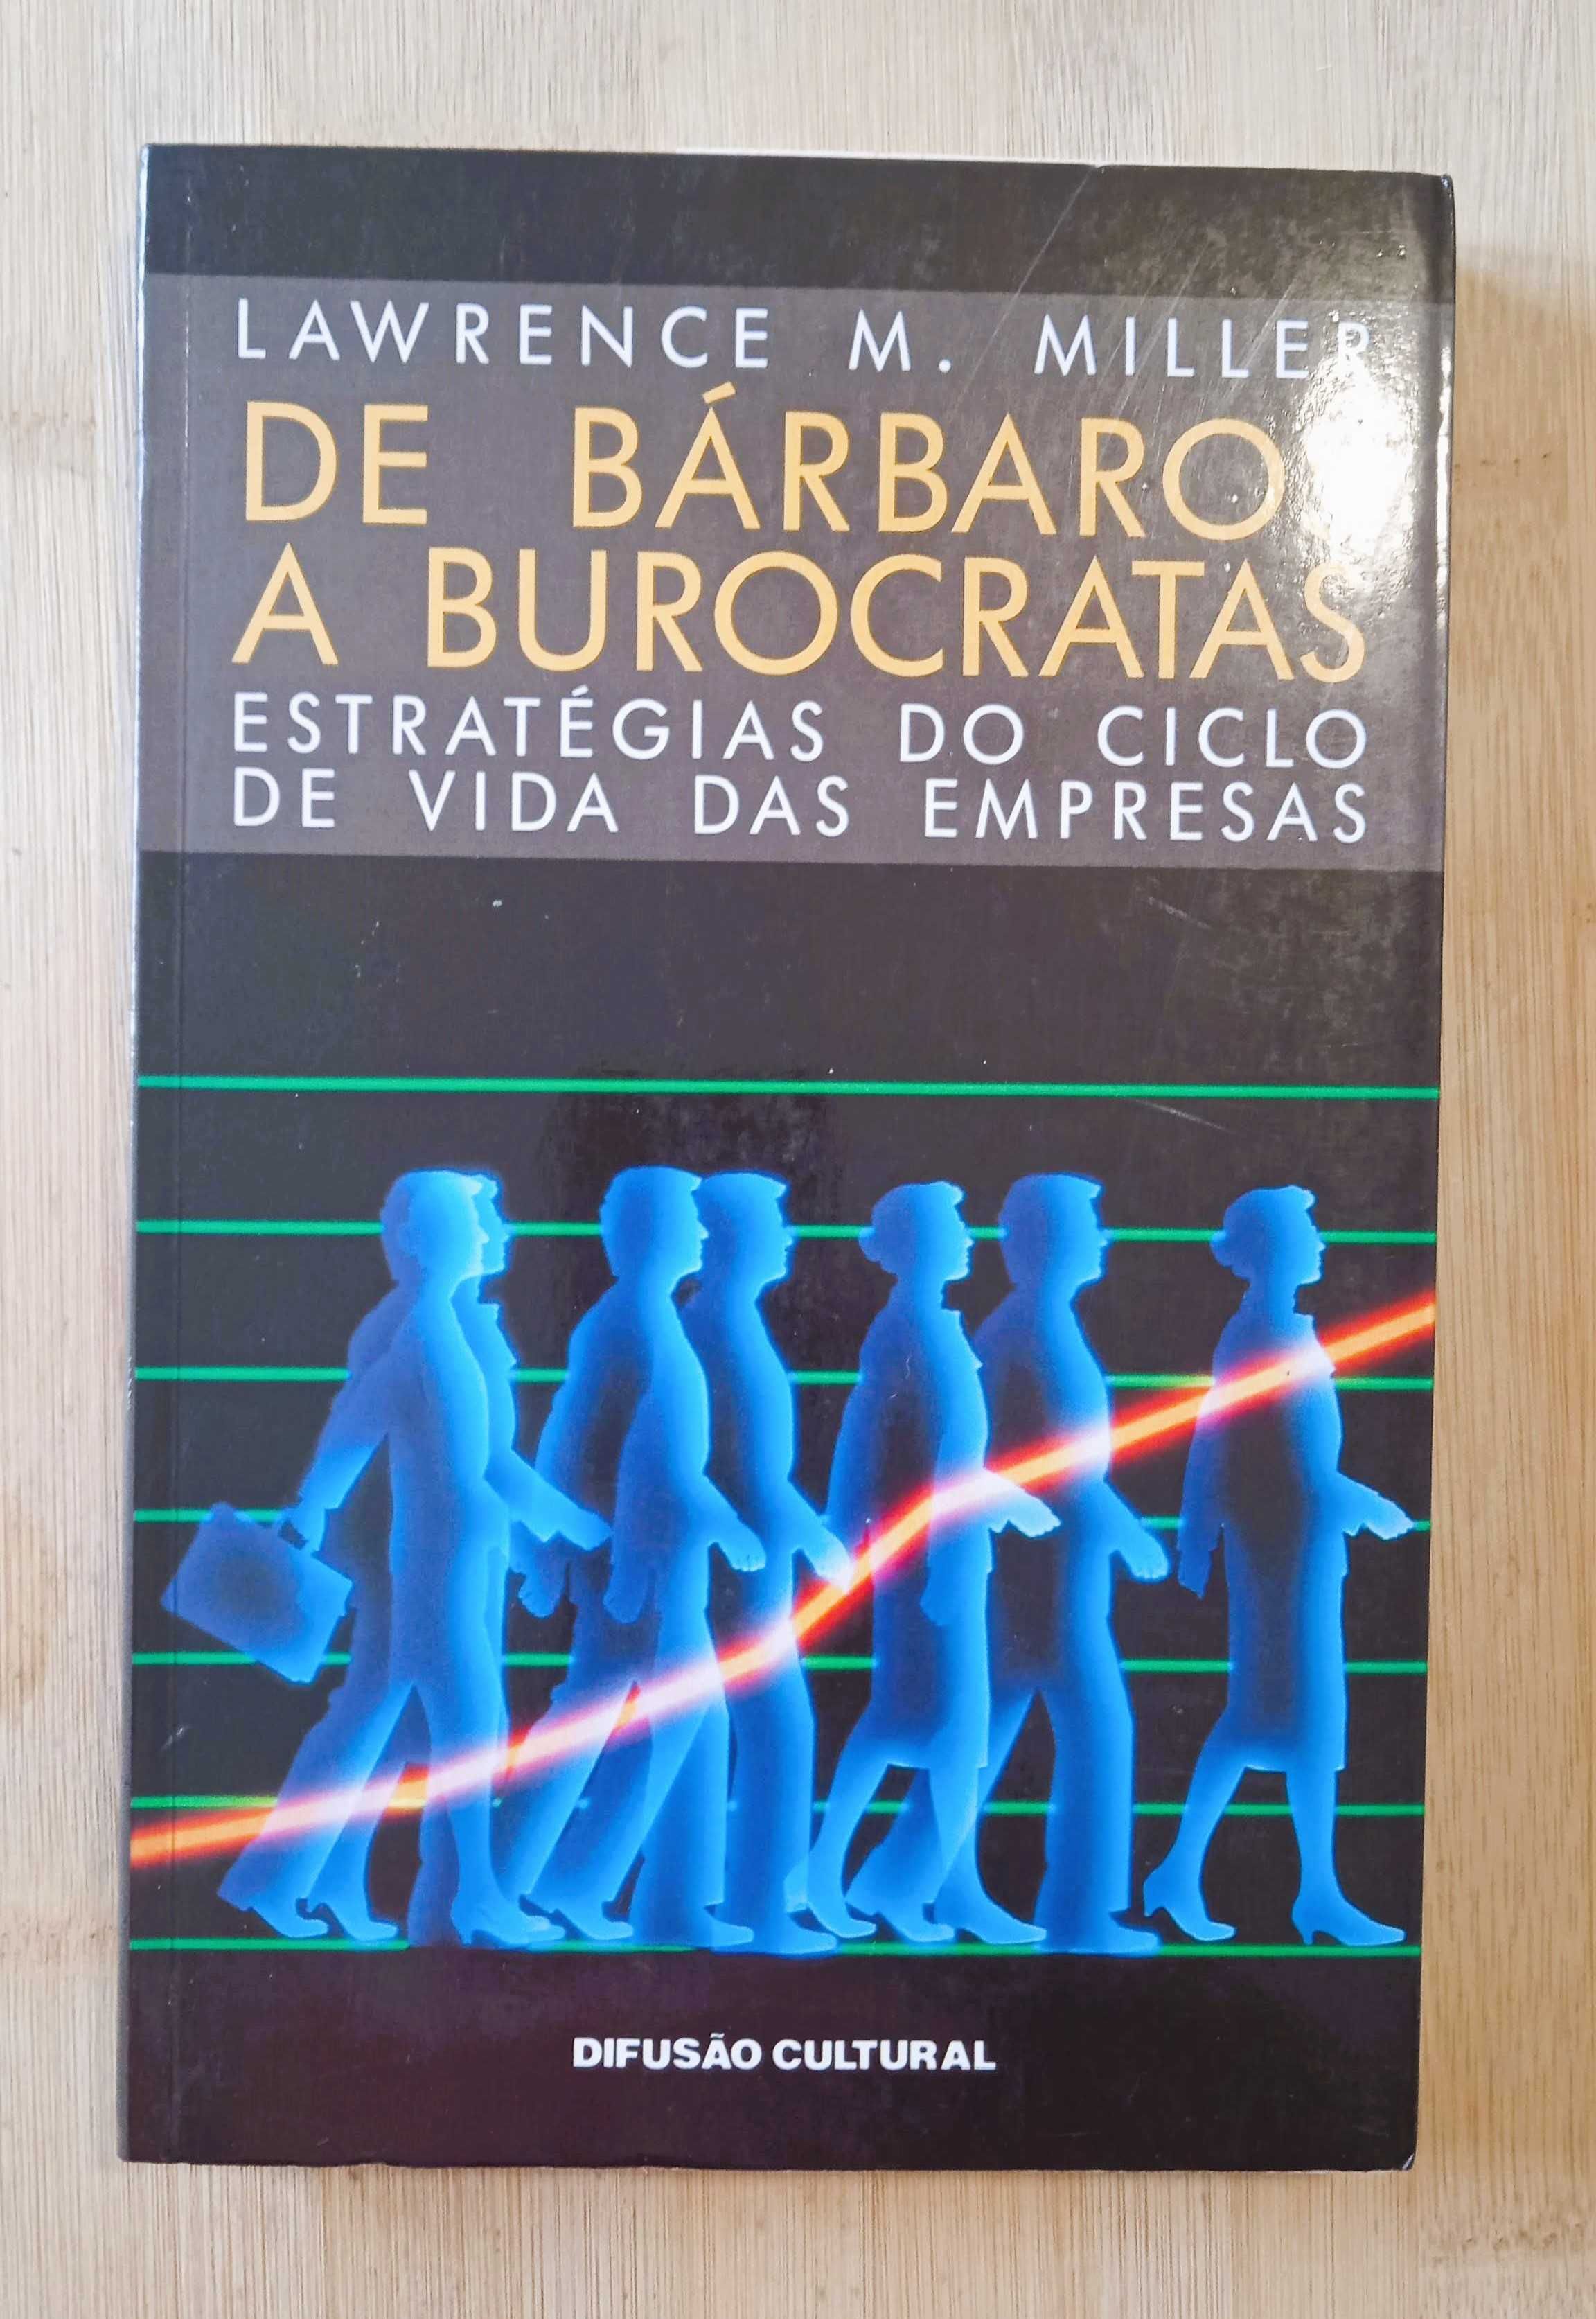 LAWRENCE M. MILLER
DE BÁRBAROS
A BUROCRATAS
ESTRATÉGIAS DO CICLO
DE VIDA DAS EMPRESAS
DIFUSÃO CULTURAL